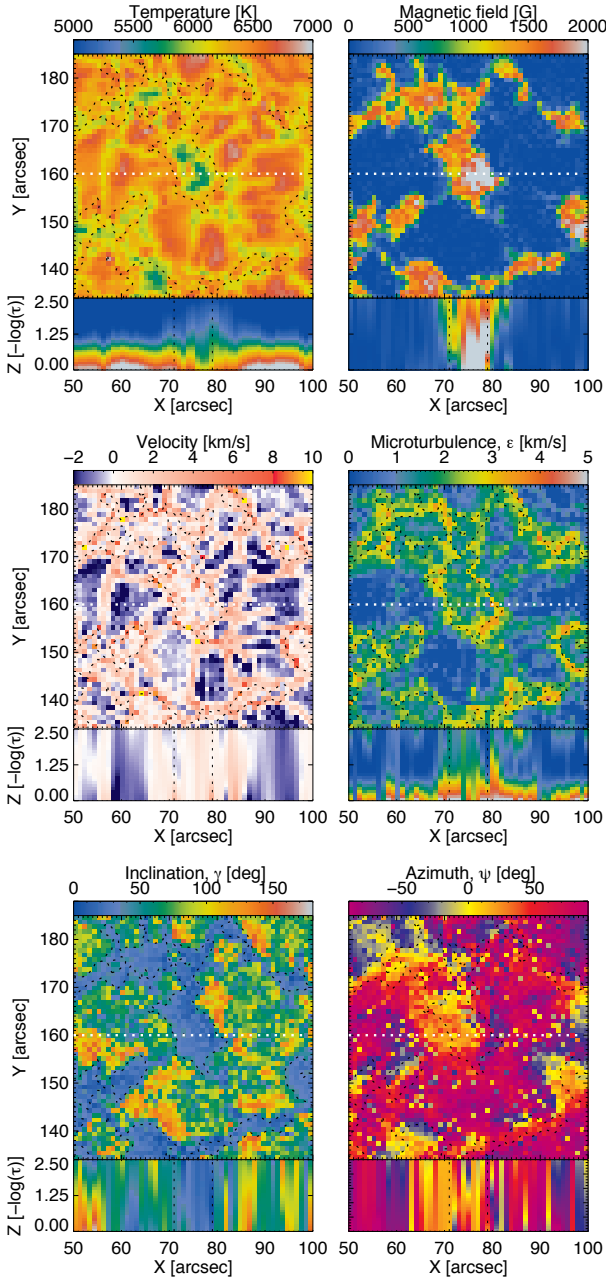 Temperature [K] Magnetic field [G]
5000 5500 6000 6500 7000 0 500 1000 1500 2000
180
170
Y [arcsec]
160
150
140
2.50
Z [−log(τ)]
1.25
0.00
50 60 70 80 90 100 50 60 70 80 90 100
X [arcsec] X [arcsec]
Velocity [km/s] Microturbulence, ε [km/s]
−2 0 2 4 6 8 10 0 1 2 3 4 5
180
170
Y [arcsec]
160
150
140
2.50
Z [−log(τ)]
1.25
0.00
50 60 70 80 90 100 50 60 70 80 90 100
X [arcsec] X [arcsec]
Inclination, γ [deg] Azimuth, ψ [deg]
0 50 100 150 −50 0 50
180
170
Y [arcsec]
160
150
140
2.50
Z [−log(τ)]
1.25
0.00
50 60 70 80 90 100 50 60 70 80 90 100
X [arcsec] X [arcsec]